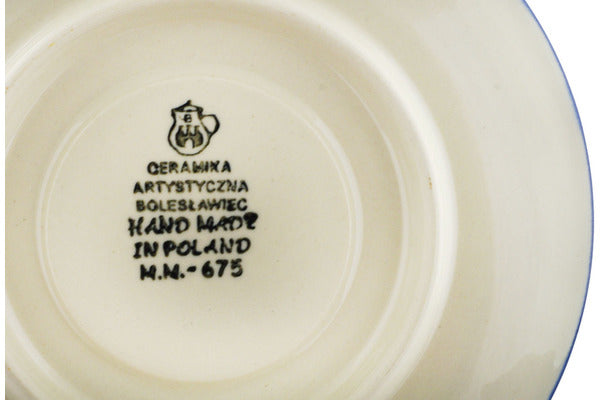 B
CERAMIKA
ARTYSTYCZNA
BOLESŁAWIEC
HAND MADE
IN POLAND
M.M.-675